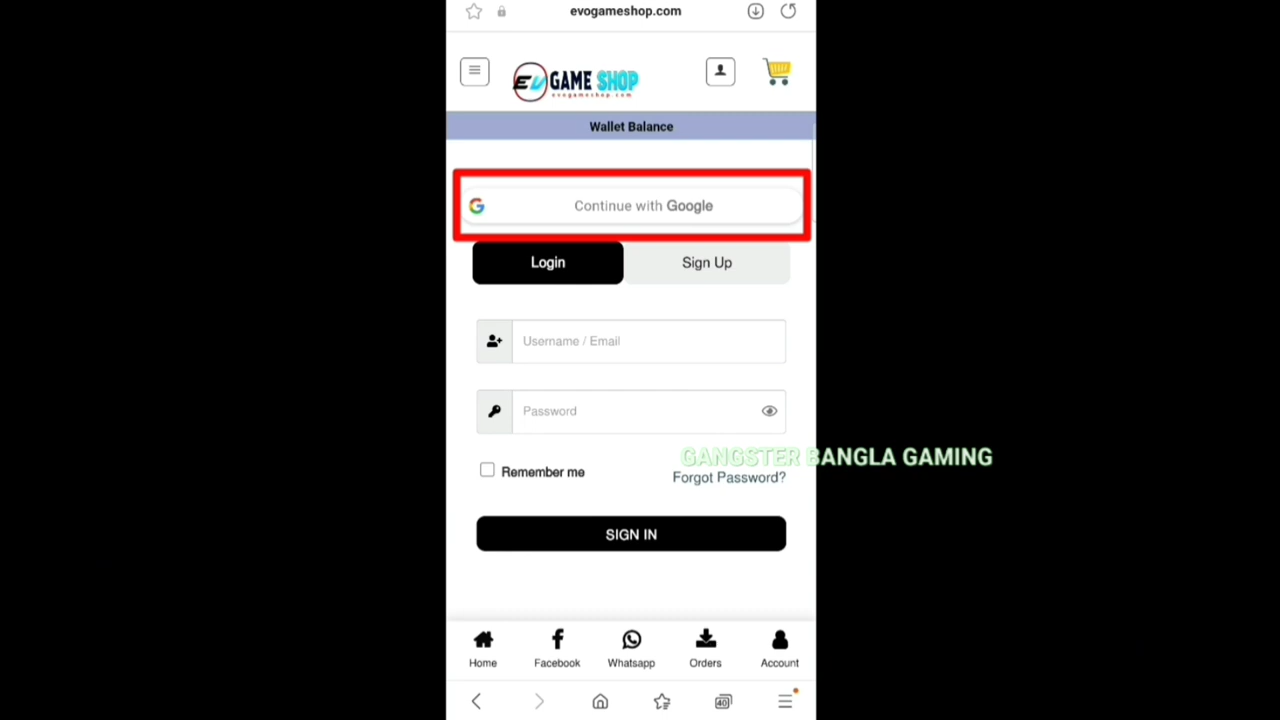 evogameshop.com
EV GAME SHOP
evogameshop.com
Wallet Balance
Continue with Google
Login
Sign Up
Username / Email
Password
GANGSTER BANGLA GAMING
Remember me
Forgot Password?
SIGN IN
Home
Facebook
Whatsapp
Orders
Account
40